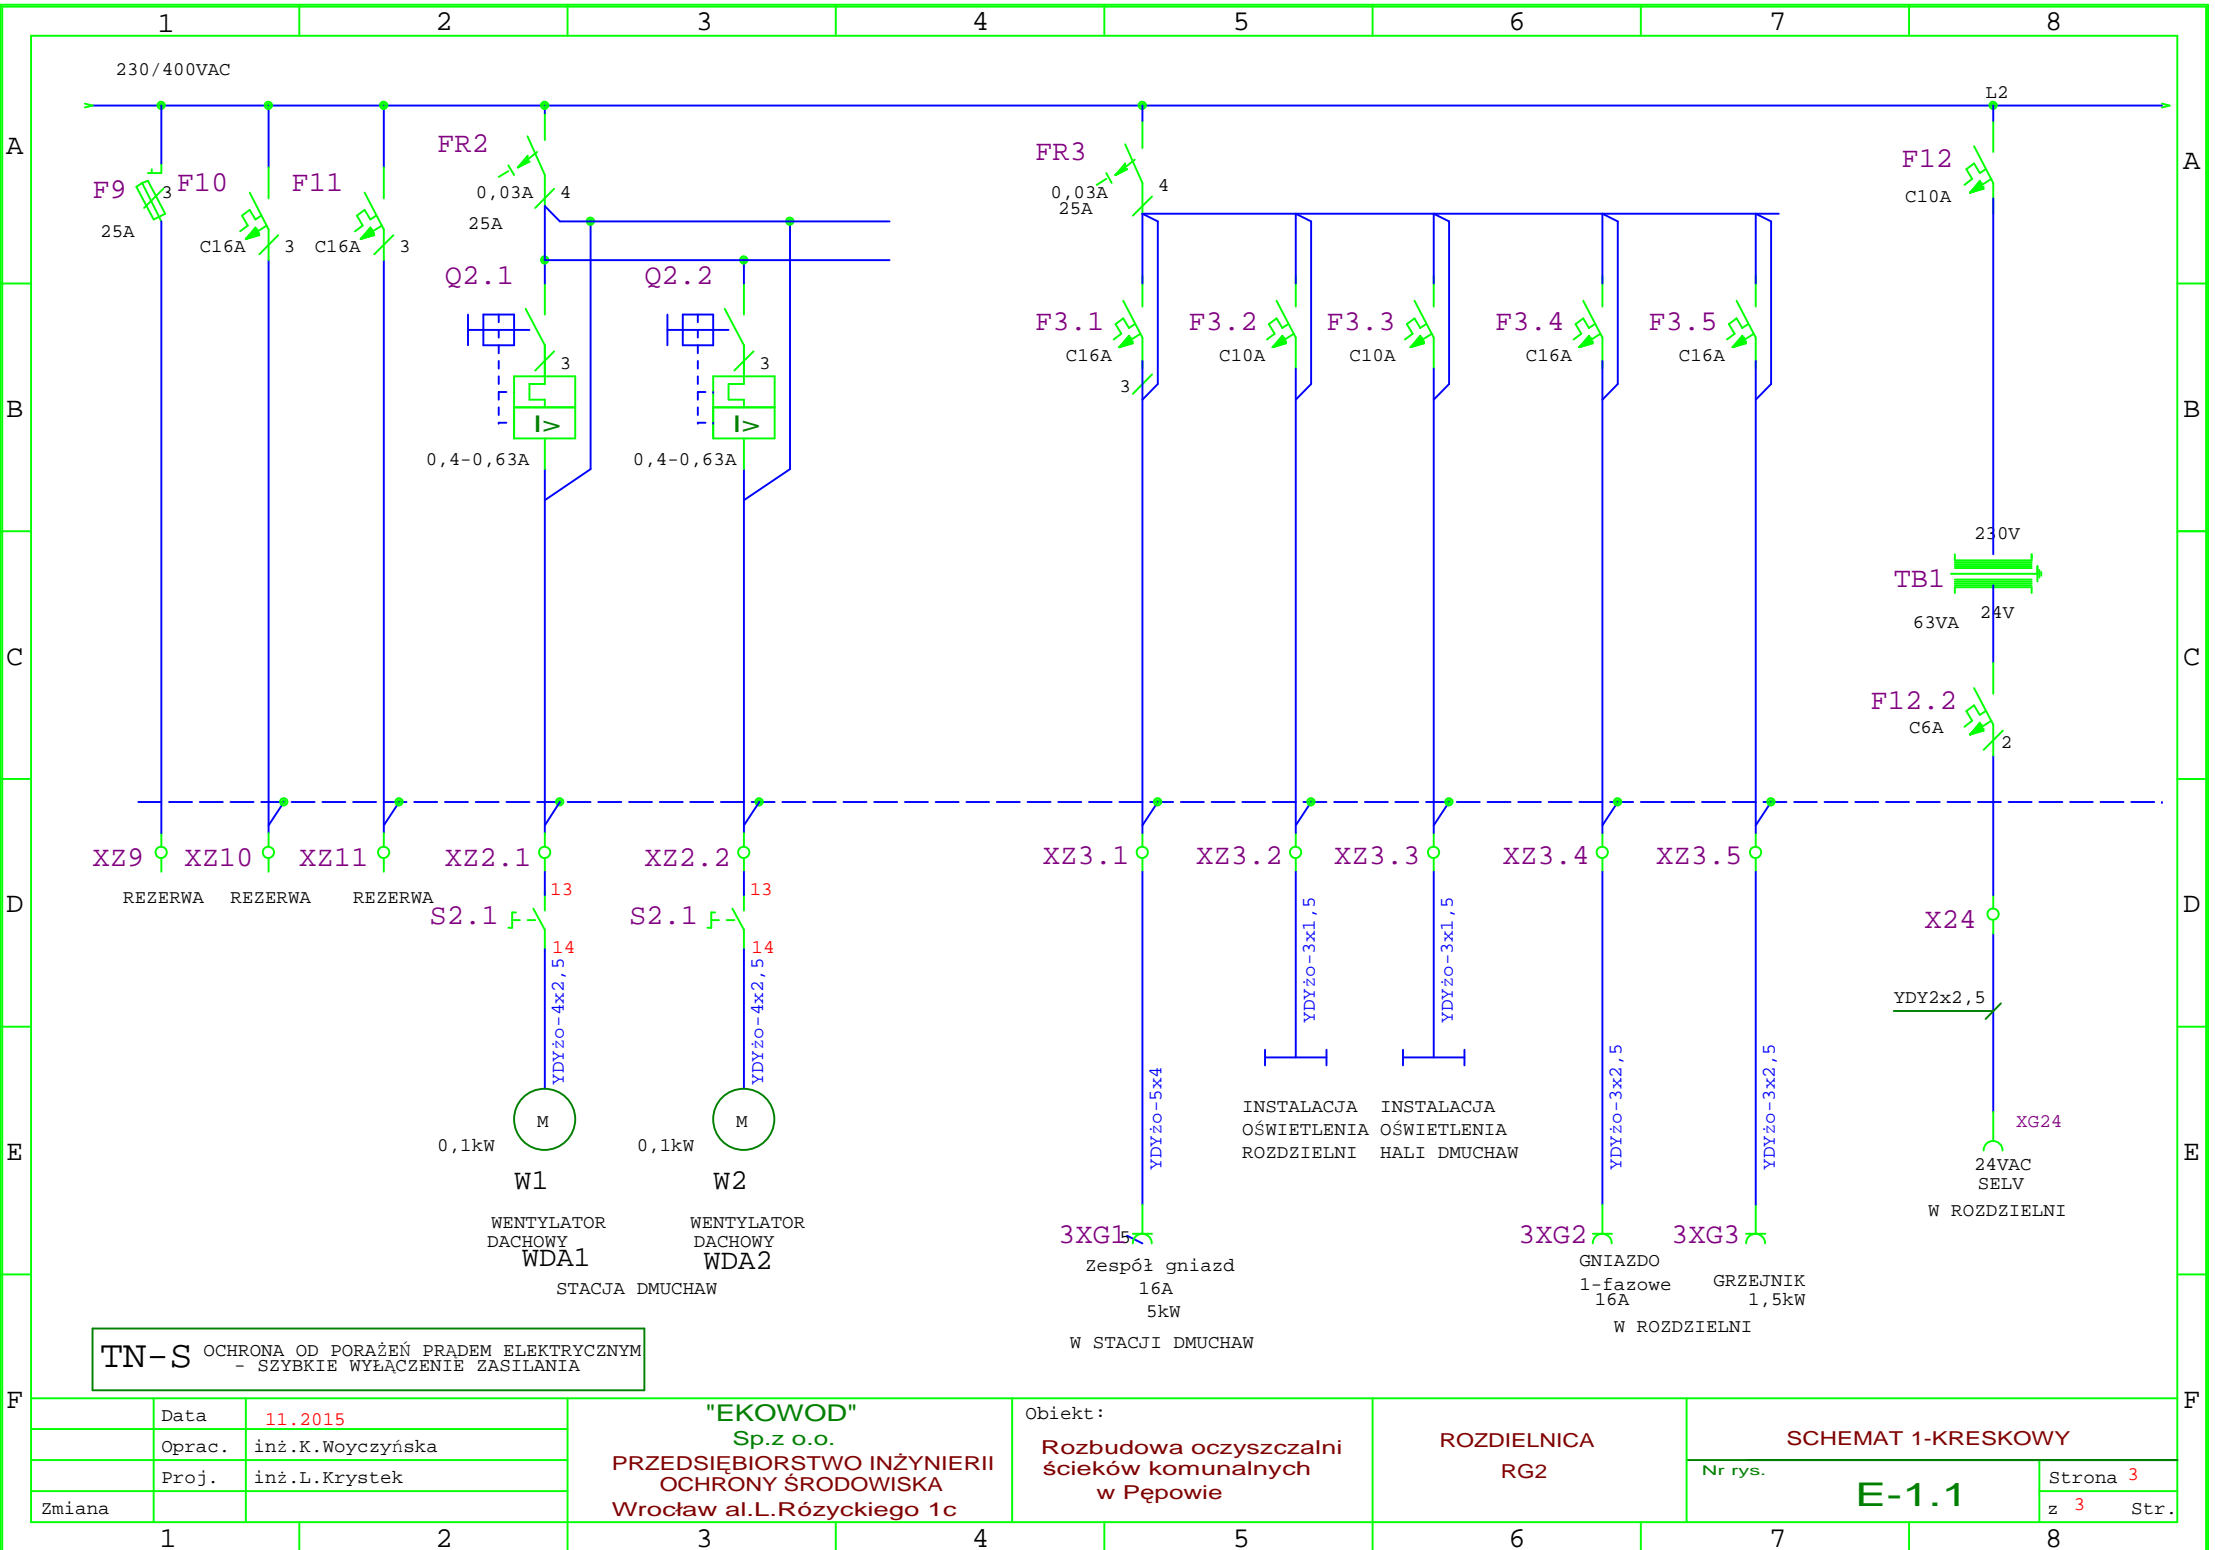 1 2 3 4 5 6 7 8
230/400VAC
L2
A
A
FR2
0,03A
4
25A
FR3
0,03A
25A
4
F12
C10A
F9
3
25A
F10
C16A
3
F11
C16A
3
Q2.1
3
I>
0,4-0,63A
Q2.2
3
I>
0,4-0,63A
F3.1
C16A
3
F3.2
C10A
F3.3
C10A
F3.4
C16A
F3.5
C16A
B
B
230V
TB1
24V
63VA
C
C
F12.2
C6A
2
XZ9
XZ10
XZ11
XZ2.1
XZ2.2
XZ3.1
XZ3.2
XZ3.3
XZ3.4
XZ3.5
REZERWA
REZERWA
REZERWA
D
D
13
S2.1
14
13
S2.1
14
X24
YDYżo-4x2,5
YDYżo-4x2,5
YDYżo-5x4
YDYżo-3x1,5
YDYżo-3x1,5
YDYżo-3x2,5
YDYżo-3x2,5
YDY2x2,5
M
0,1kW
W1
WENTYLATOR
DACHOWY
WDA1
M
0,1kW
W2
WENTYLATOR
DACHOWY
WDA2
STACJA DMUCHAW
INSTALACJA
OŚWIETLENIA
ROZDZIELNI
INSTALACJA
OŚWIETLENIA
HALI DMUCHAW
E
E
XG24
24VAC
SELV
W ROZDZIELNI
3XG1
5
Zespół gniazd
16A
5kW
W STACJI DMUCHAW
3XG2
GNIAZDO
1-fazowe
16A
3XG3
GRZEJNIK
1,5kW
W ROZDZIELNI
TN-S
OCHRONA OD PORAŻEŃ PRĄDEM ELEKTRYCZNYM
- SZYBKIE WYŁĄCZENIE ZASILANIA
F
F
Data 11.2015
Oprac. inż.K.Woyczyńska
Proj. inż.L.Krystek
Zmiana
"EKOWOD"
Sp.z o.o.
PRZEDSIĘBIORSTWO INŻYNIERII
OCHRONY ŚRODOWISKA
Wrocław al.L.Rózyckiego 1c
Obiekt:
Rozbudowa oczyszczalni
ścieków komunalnych
w Pępowie
ROZDIELNICA
RG2
SCHEMAT 1-KRESKOWY
Nr rys.
E-1.1
Strona 3
z 3 Str.
1 2 3 4 5 6 7 8